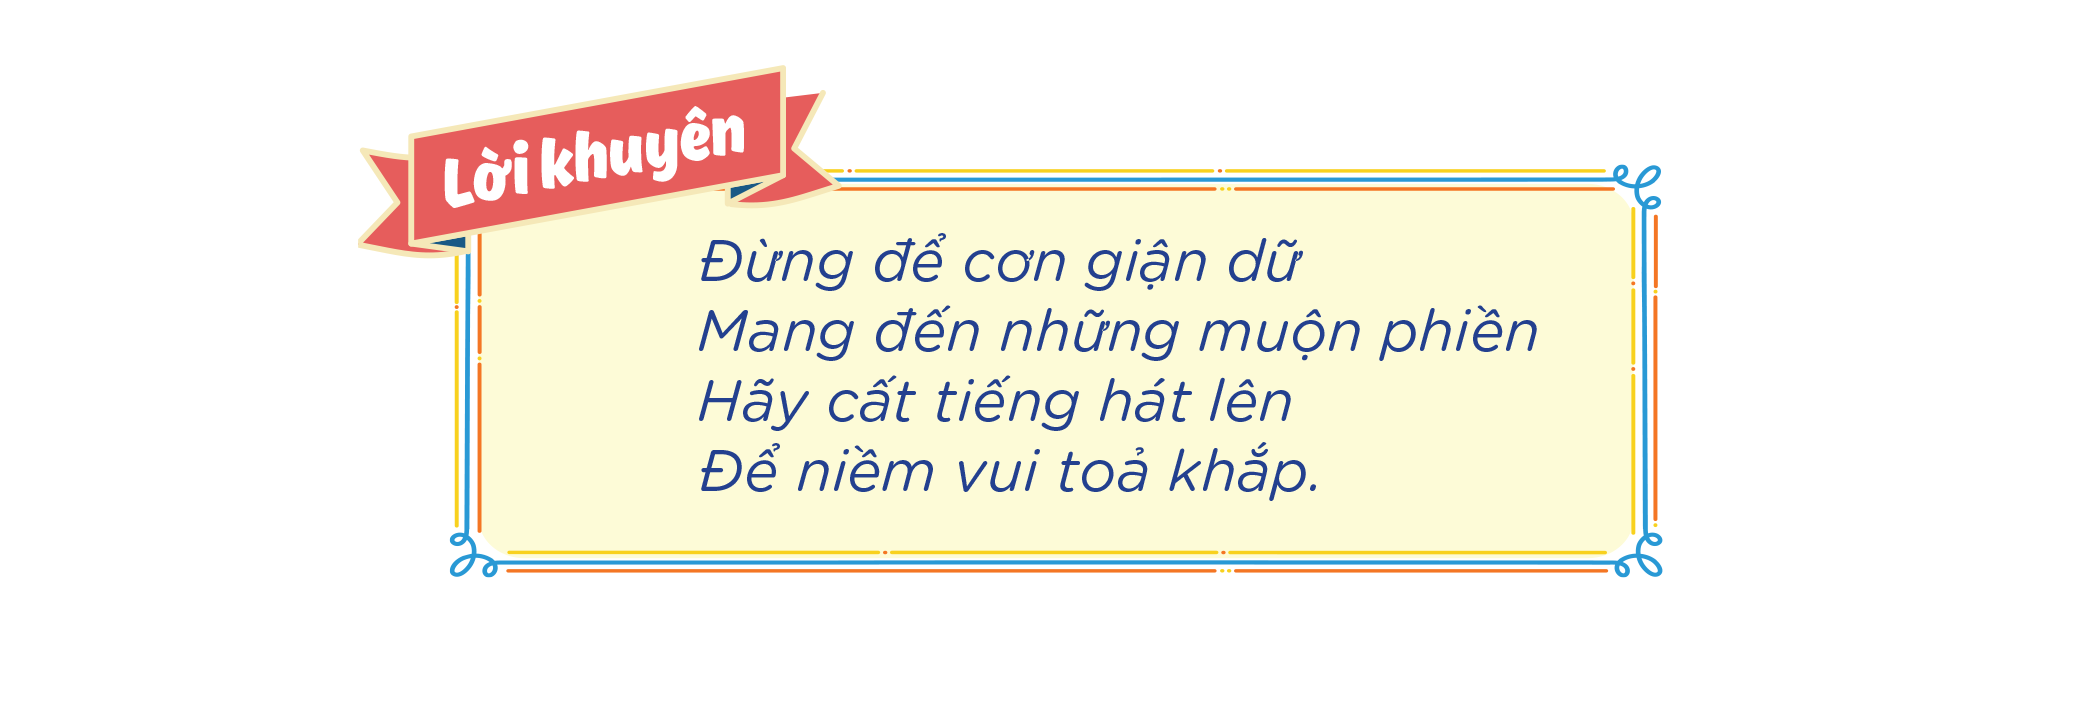 Lời khuyên
Đừng để cơn giận dữ
Mang đến những muộn phiền
Hãy cất tiếng hát lên
Để niềm vui toả khắp.